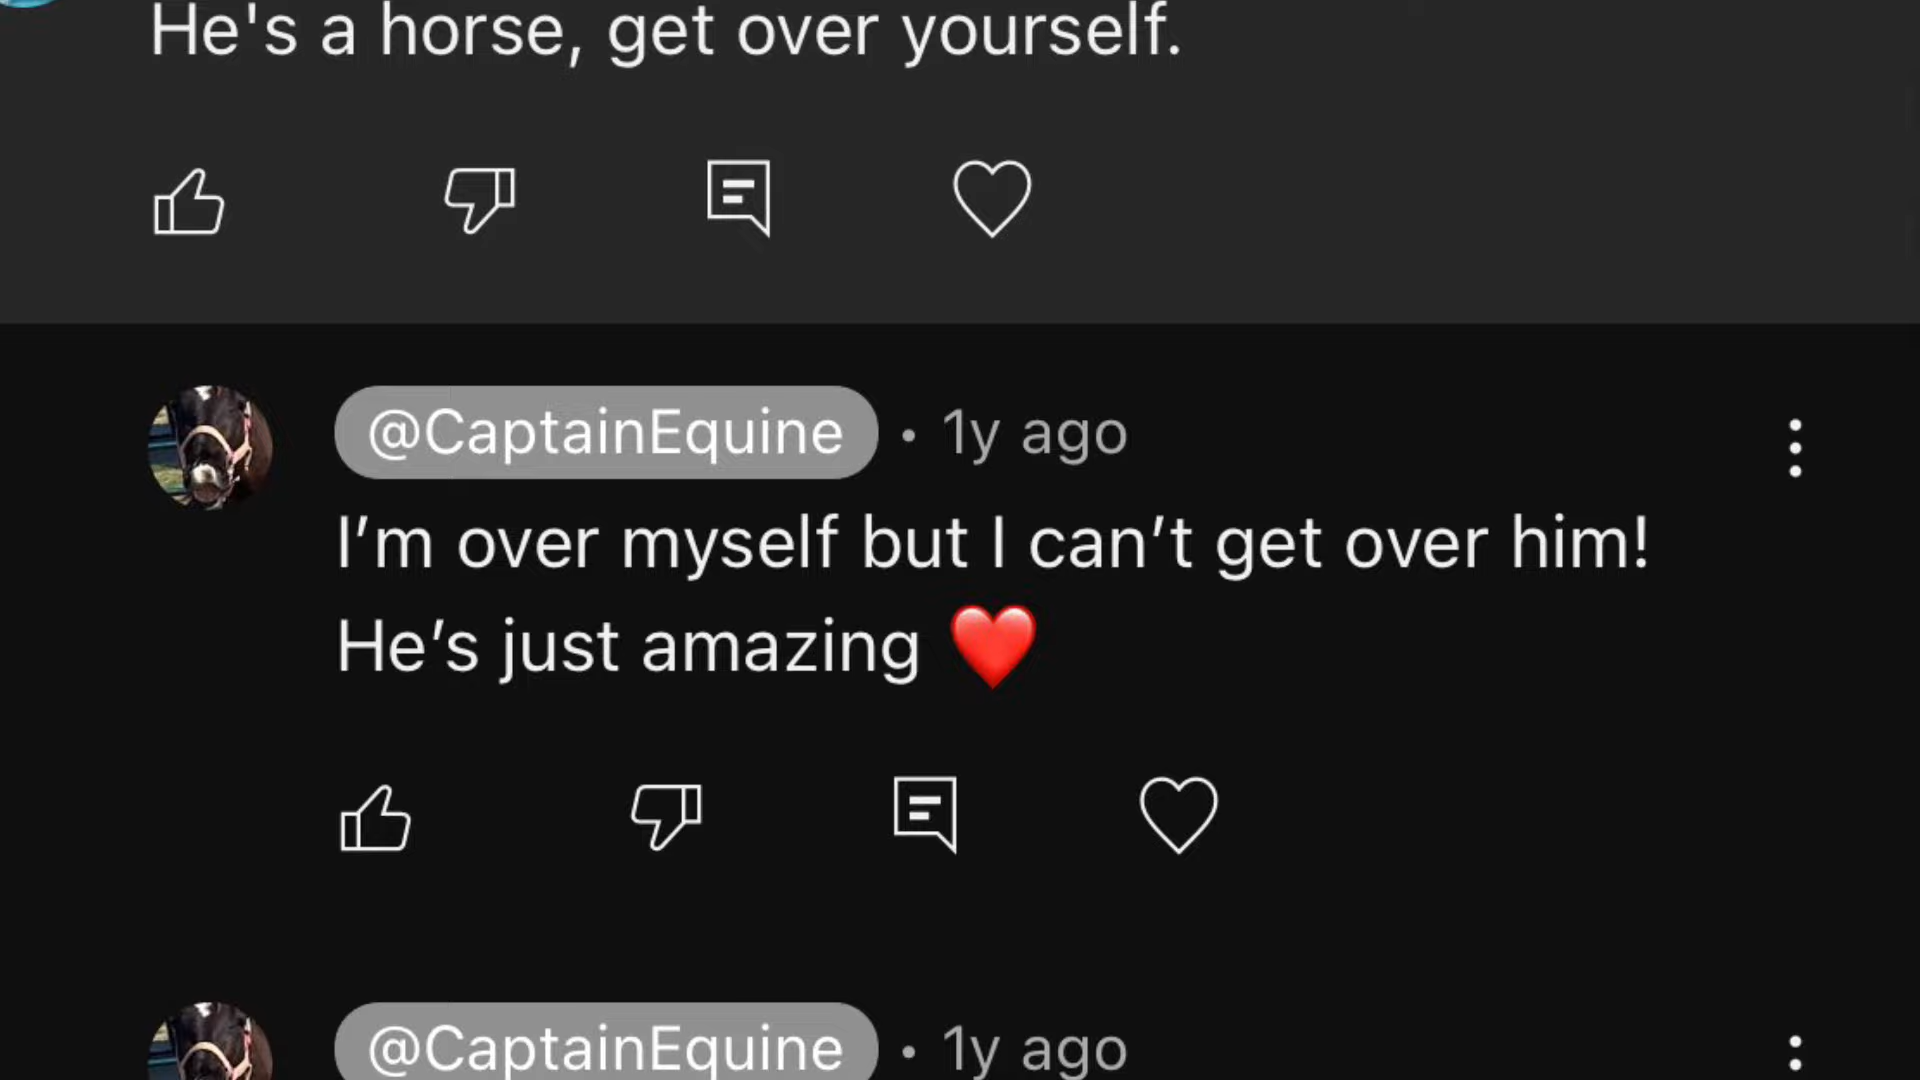 He's a horse, get over yourself.
@CaptainEquine • 1y ago
I’m over myself but I can’t get over him!
He’s just amazing ❤️
@CaptainEquine • 1y ago